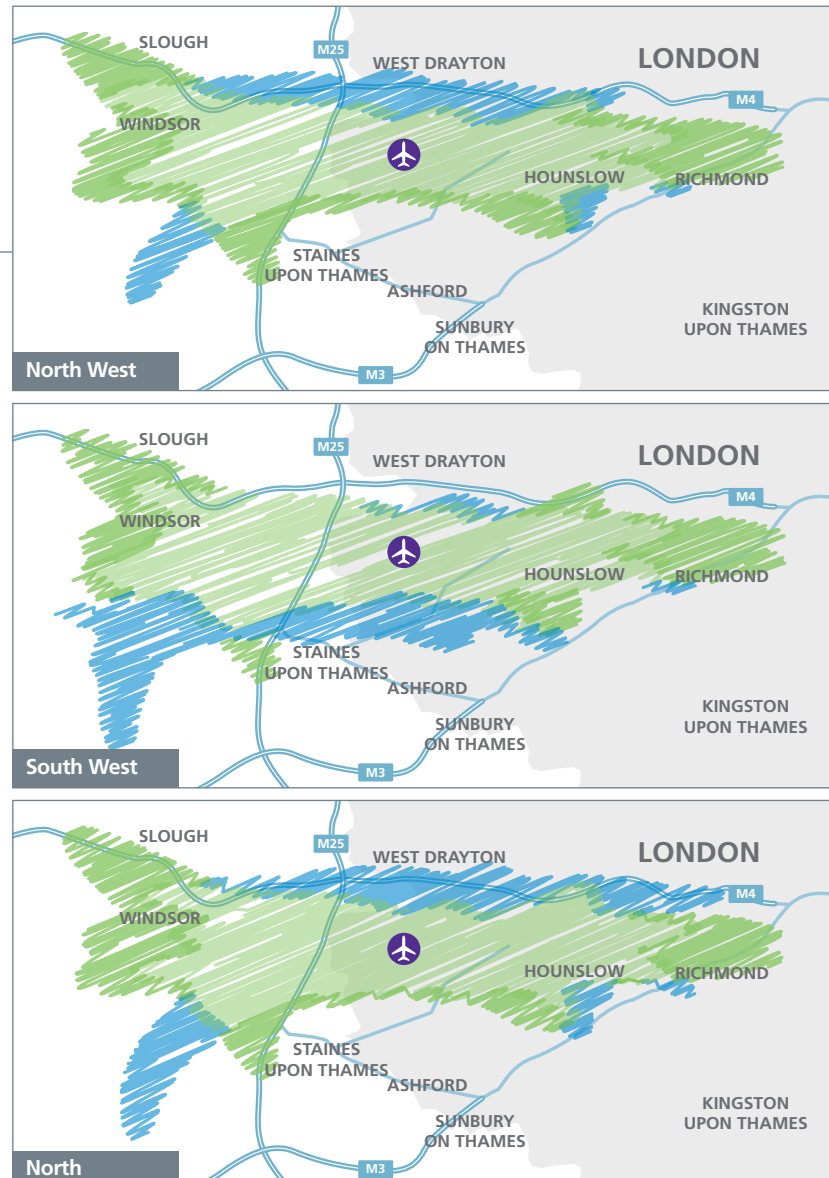 SLOUGH
M25
WEST DRAYTON
LONDON
M4
WINDSOR
HOUNSLOW
RICHMOND
STAINES
UPON THAMES
ASHFORD
KINGSTON
UPON THAMES
SUNBURY
ON THAMES
M3
North West
SLOUGH
M25
WEST DRAYTON
LONDON
M4
WINDSOR
HOUNSLOW
RICHMOND
STAINES
UPON THAMES
ASHFORD
KINGSTON
UPON THAMES
SUNBURY
ON THAMES
M3
South West
SLOUGH
M25
WEST DRAYTON
LONDON
M4
WINDSOR
HOUNSLOW
RICHMOND
STAINES
UPON THAMES
ASHFORD
KINGSTON
UPON THAMES
SUNBURY
ON THAMES
M3
North